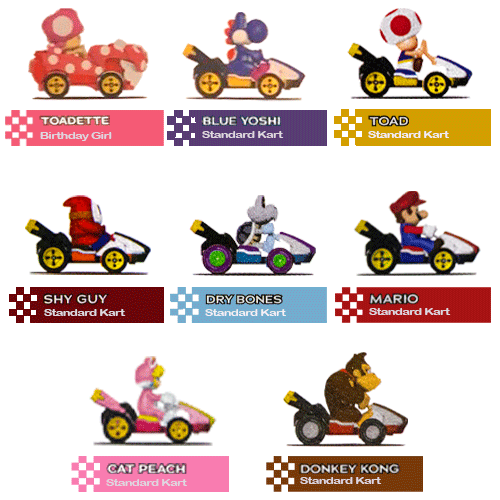 TOADETTE
Birthday Girl
BLUE YOSHI
Standard Kart
TOAD
Standard Kart
SHY GUY
Standard Kart
DRY BONES
Standard Kart
MARIO
Standard Kart
CAT PEACH
Standard Kart
DONKEY KONG
Standard Kart